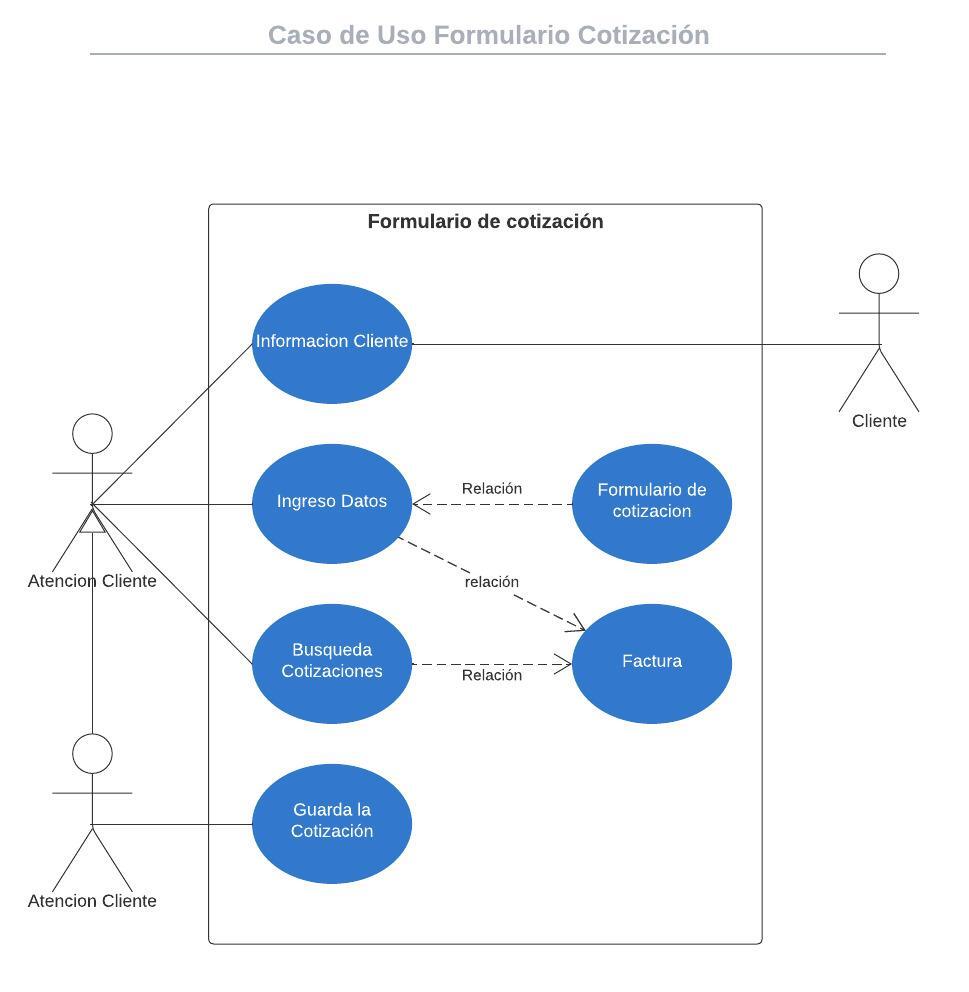 Caso de Uso Formulario Cotización
Formulario de cotización
Informacion Cliente
Cliente
Ingreso Datos
Relación
Formulario de
cotizacion
Atencion Cliente
relación
Busqueda
Cotizaciones
Relación
Factura
Guarda la
Cotización
Atencion Cliente